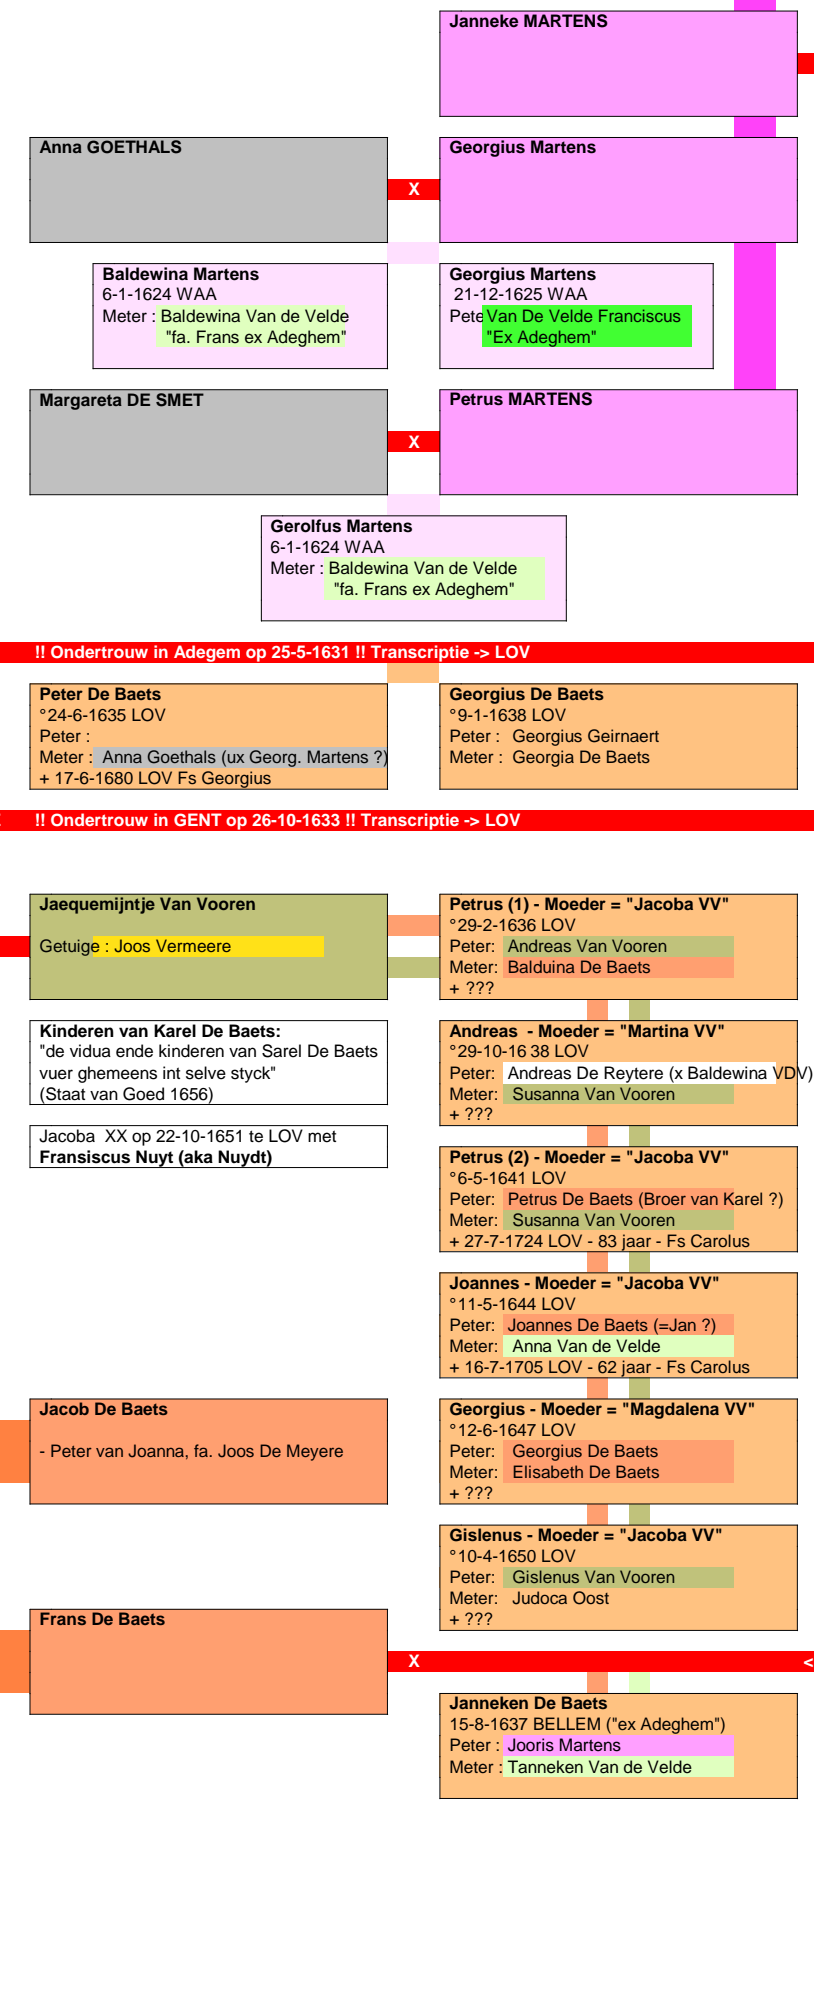 Janneke MARTENS
Anna GOETHALS
Georgius Martens
X
Baldewina Martens
6-1-1624 WAA
Meter : Baldewina Van de Velde
"fa. Frans ex Adeghem"
Georgius Martens
21-12-1625 WAA
Pete Van De Velde Franciscus
"Ex Adeghem"
Margareta DE SMET
Petrus MARTENS
X
Gerolfus Martens
6-1-1624 WAA
Meter : Baldewina Van de Velde
"fa. Frans ex Adeghem"
!! Ondertrouw in Adegem op 25-5-1631 !! Transcriptie -> LOV
Peter De Baets
°24-6-1635 LOV
Peter :
Meter : Anna Goethals (ux Georg. Martens ?)
+ 17-6-1680 LOV Fs Georgius
Georgius De Baets
°9-1-1638 LOV
Peter : Georgius Geirnaert
Meter : Georgia De Baets
!! Ondertrouw in GENT op 26-10-1633 !! Transcriptie -> LOV
Jaequemijntje Van Vooren
Getuige : Joos Vermeere
Petrus (1) - Moeder = "Jacoba VV"
°29-2-1636 LOV
Peter: Andreas Van Vooren
Meter: Balduina De Baets
+ ???
Kinderen van Karel De Baets:
"de vidua ende kinderen van Sarel De Baets
vuer ghemeens int selve styck"
(Staat van Goed 1656)
Andreas - Moeder = "Martina VV"
°29-10-16 38 LOV
Peter: Andreas De Reytere (x Baldewina VDV)
Meter: Susanna Van Vooren
+ ???
Jacoba XX op 22-10-1651 te LOV met
Fransiscus Nuyt (aka Nuydt)
Petrus (2) - Moeder = "Jacoba VV"
°6-5-1641 LOV
Peter: Petrus De Baets (Broer van Karel ?)
Meter: Susanna Van Vooren
+ 27-7-1724 LOV - 83 jaar - Fs Carolus
Joannes - Moeder = "Jacoba VV"
°11-5-1644 LOV
Peter: Joannes De Baets (=Jan ?)
Meter: Anna Van de Velde
+ 16-7-1705 LOV - 62 jaar - Fs Carolus
Jacob De Baets
- Peter van Joanna, fa. Joos De Meyere
Georgius - Moeder = "Magdalena VV"
°12-6-1647 LOV
Peter: Georgius De Baets
Meter: Elisabeth De Baets
+ ???
Gislenus - Moeder = "Jacoba VV"
°10-4-1650 LOV
Peter: Gislenus Van Vooren
Meter: Judoca Oost
+ ???
Frans De Baets
X <
Janneken De Baets
15-8-1637 BELLEM ("ex Adeghem")
Peter : Jooris Martens
Meter : Tanneken Van de Velde